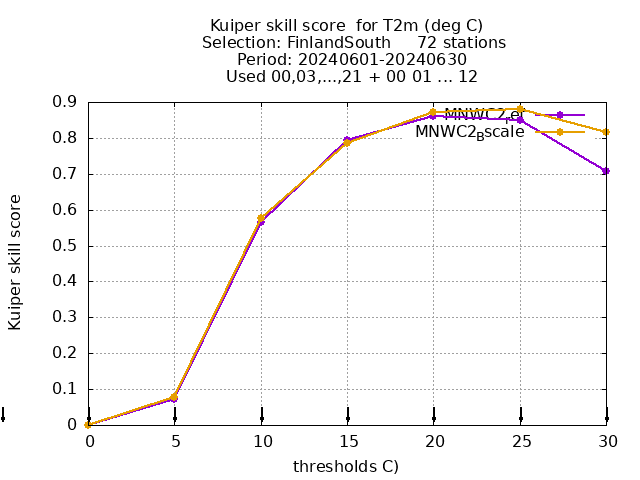 Kuiper skill score for T2m (deg C)
Selection: FinlandSouth 72 stations
Period: 20240601-20240630
Used 00,03,...,21 + 00 01 ... 12
MNWC2_Bscale
0.9
0.8
0.7
0.6
0.5
0.4
0.3
0.2
0.1
0
Kuiper skill score
0 5 10 15 20 25 30
thresholds C)